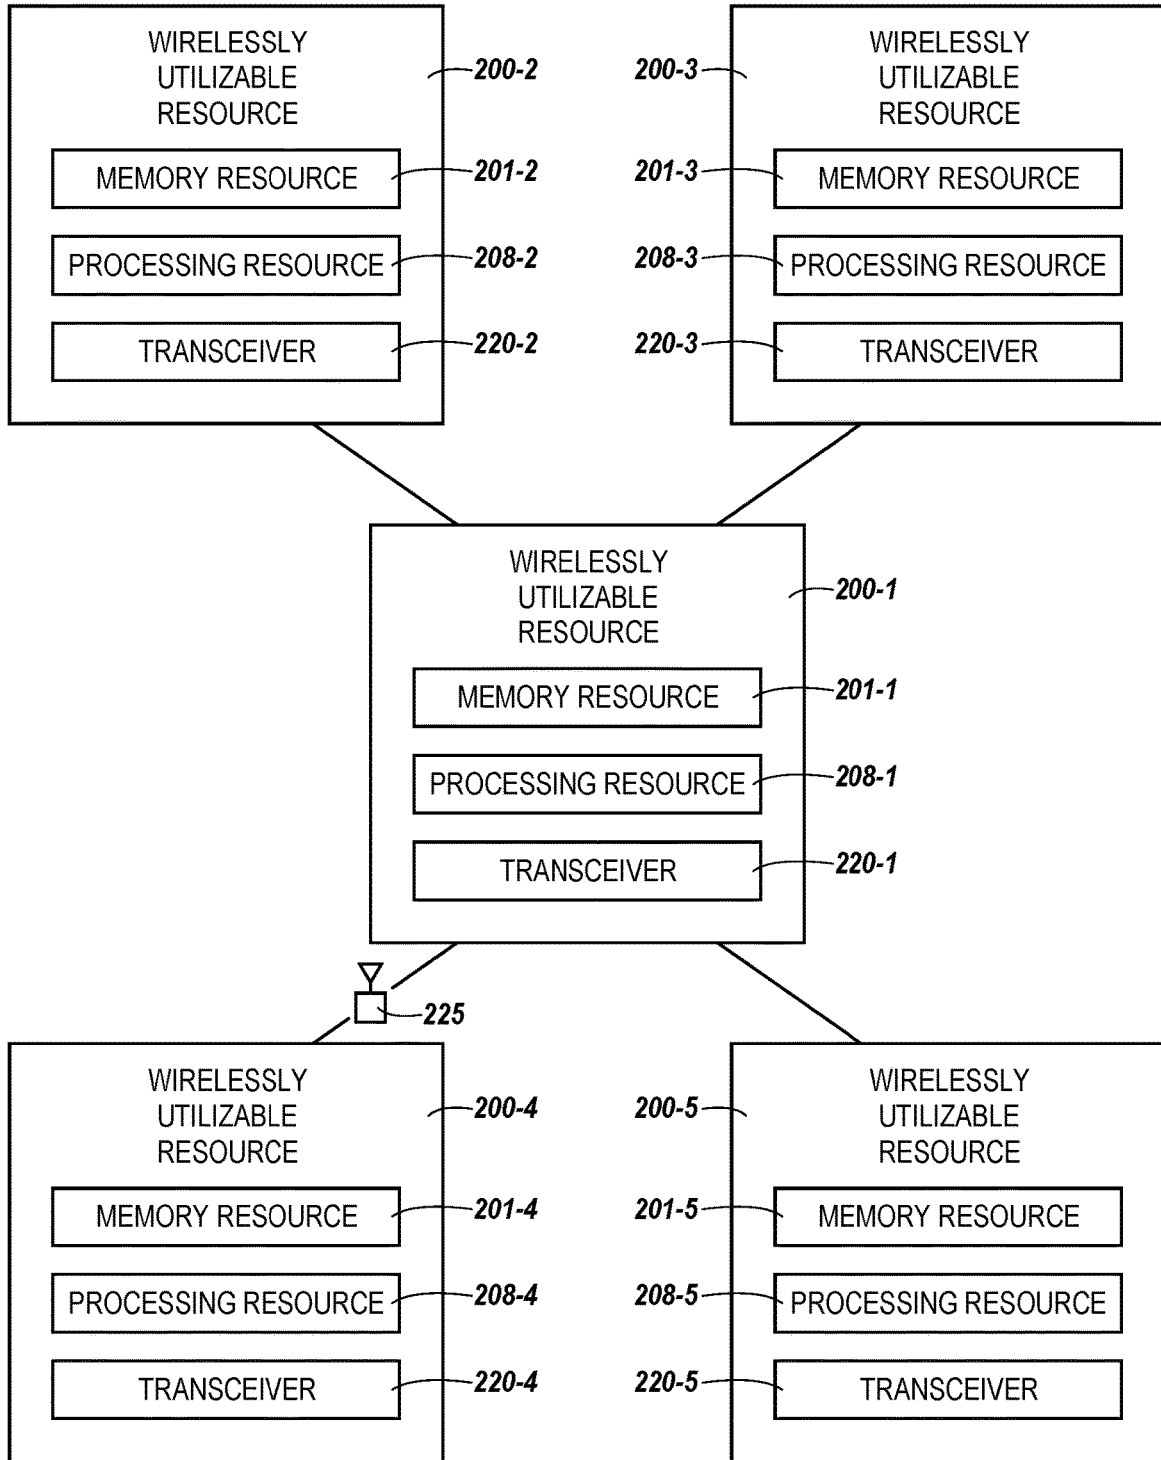 WIRELESSLY
UTILIZABLE
RESOURCE
200-2
MEMORY RESOURCE
201-2
PROCESSING RESOURCE
208-2
TRANSCEIVER
220-2
200-3
WIRELESSLY
UTILIZABLE
RESOURCE
201-3
MEMORY RESOURCE
208-3
PROCESSING RESOURCE
220-3
TRANSCEIVER
WIRELESSLY
UTILIZABLE
RESOURCE
200-1
MEMORY RESOURCE
201-1
PROCESSING RESOURCE
208-1
TRANSCEIVER
220-1
225
WIRELESSLY
UTILIZABLE
RESOURCE
200-4
MEMORY RESOURCE
201-4
PROCESSING RESOURCE
208-4
TRANSCEIVER
220-4
200-5
WIRELESSLY
UTILIZABLE
RESOURCE
201-5
MEMORY RESOURCE
208-5
PROCESSING RESOURCE
220-5
TRANSCEIVER